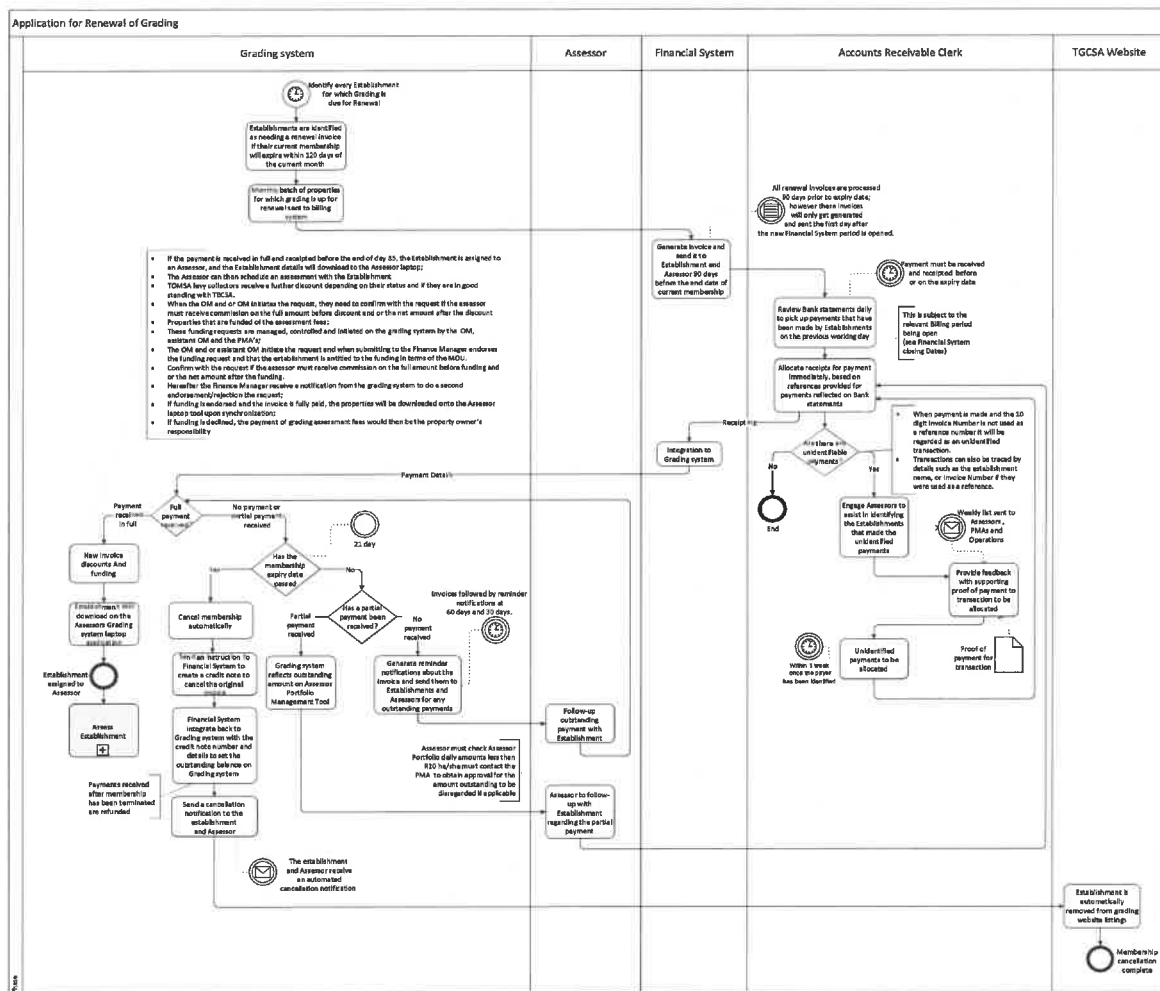 Application for Renewal of Grading
Grading system
Assessor
Financial System
Accounts Receivable Clerk
TGCSA Website
Identify every Establishment
for which Grading is
due for Renewal
Establishments are identified
as needing a renewal invoice
if their current membership
will expire within 120 days of
the current month
batch of properties
for which grading is up for
renewal sent to billing
system
All renewal invoices are processed
90 days prior to expiry date;
however these invoices
will only get generated
and sent the first day after
the new Financial System period is opened.
Generate invoice and
send it to
Establishment and
Assessor 90 days
before the end date of
current membership
Payment must be received
and receipted before
or on the expiry date
Review Bank statements daily
to pick up payments that have
been made by Establishments
on the previous working day
This is subject to the
relevant Billing period
being open
(see Financial System
closing Dates)
• If the payment is received in full and receipted before the end of day 85, the Establishment is assigned to
an Assessor, and the Establishment details will download to the Assessor laptop;
• The Assessor can then schedule an assessment with the Establishment
• TOMSA levy collectors receive a further discount depending on their status and if they are in good
standing with TBCSA.
• When the OM and or OM initiates the request, they need to confirm with the request if the assessor
must receive commission on the full amount before discount and or the net amount after the discount
• Properties that are funded of the assessment fees:
• These funding requests are managed, controlled and initiated on the grading system by the OM,
assistant OM and the PMA's;
• The OM and or assistant OM initiate the request and when submitting to the Finance Manager endorses
the funding request and that the establishment is entitled to the funding in terms of the MOU.
• Confirm with the request if the assessor must receive commission on the full amount before funding and
or the net amount after the funding.
• Hereafter the Finance Manager receive a notification from the grading system to do a second
endorsement/rejection the request;
• If funding is endorsed and the invoice is fully paid, the properties will be downloaded onto the Assessor
laptop tool upon synchronization;
• If funding is declined, the payment of grading assessment fees would then be the property owner's
responsibility
Allocate receipts for payment
immediately, based on
references provided for
payments reflected on Bank
statements
Receipting
Integration to
Grading system
Payment Details
Are there are
unidentifiable
payments?
No
Yes
End
• When payment is made and the 10
digit Invoice Number is not used as
a reference number it will be
regarded as an unidentified
transaction.
• Transactions can also be traced by
details such as the establishment
name, or Invoice Number if they
were used as a reference.
Engage Assessors to
assist in identifying
the Establishments
that made the
unidentified
payments
Weekly list sent to
Assessors,
PMAs and
Operations
Provide feedback
with supporting
proof of payment to
transaction to be
allocated
Within 1 week
once the payer
has been identified
Unidentified
payments to be
allocated
Proof of
payment for
transaction
Payment
received
in full
Full
payment
received?
No payment or
partial payment
received
21 day
New invoice
discounts And
funding
Has the
membership
expiry date
passed
Yes
No
Establishment will
download on the
Assessors Grading
system laptop
application
Establishment
assigned to
Assessor
Assess
Establishment
Cancel membership
automatically
an instruction To
Financial System to
create a credit note to
cancel the original
Financial System
integrate back to
Grading system with the
credit note number and
details to set the
outstanding balance on
Grading system
Payments received
after membership
has been terminated
are refunded
Send a cancellation
notification to the
establishment
and Assessor
Partial
payment
received
Has a partial
payment been
received?
No
payment
received
Invoices followed by reminder
notifications at
60 days and 30 days.
Grading system
reflects outstanding
amount on Assessor
Portfolio
Management Tool
Generate reminder
notifications about the
invoice and send them to
Establishments and
Assessors for any
outstanding payments
Follow-up
outstanding
payment with
Establishment
Assessor must check Assessor
Portfolio daily amounts less then
R20 he/she must contact the
PMA to obtain approval for the
amount outstanding to be
disregarded if applicable
Assessor to follow-
up with
Establishment
regarding the partial
payment
The establishment
and Assessor receive
an automated
cancellation notification
Establishment is
automatically
removed from grading
website listings
Membership
cancellation
complete
Phase